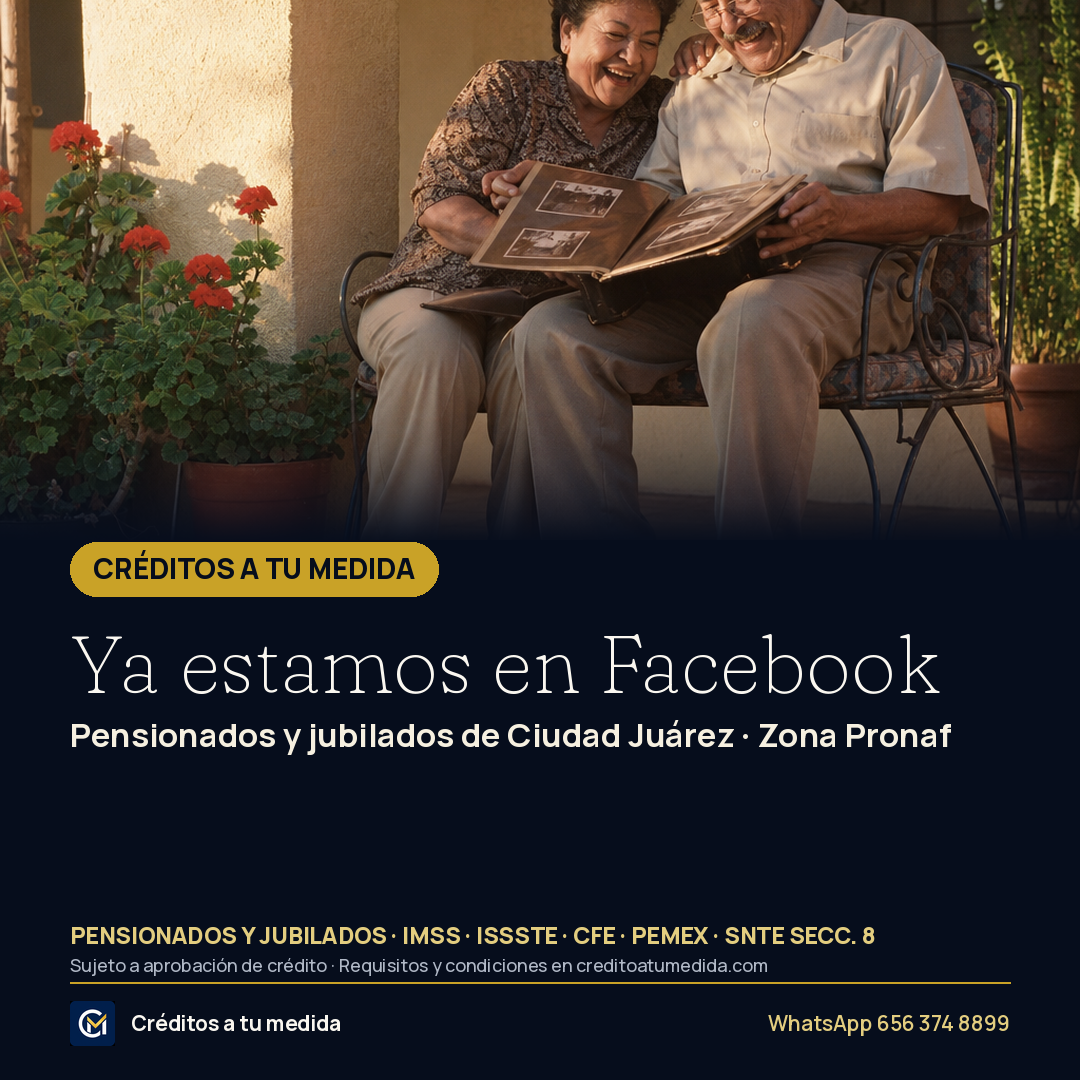 CRÉDITOS A TU MEDIDA
Ya estamos en Facebook
Pensionados y jubilados de Ciudad Juárez · Zona Pronaf
PENSIONADOS Y JUBILADOS · IMSS · ISSSTE · CFE · PEMEX · SNTE SECC. 8
Sujeto a aprobación de crédito · Requisitos y condiciones en creditoatumedida.com
Créditos a tu medida
WhatsApp 656 374 8899